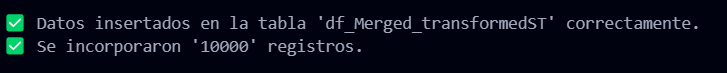 ✅ Datos insertados en la tabla 'df_Merged_transformedST' correctamente.
✅ Se incorporaron '10000' registros.